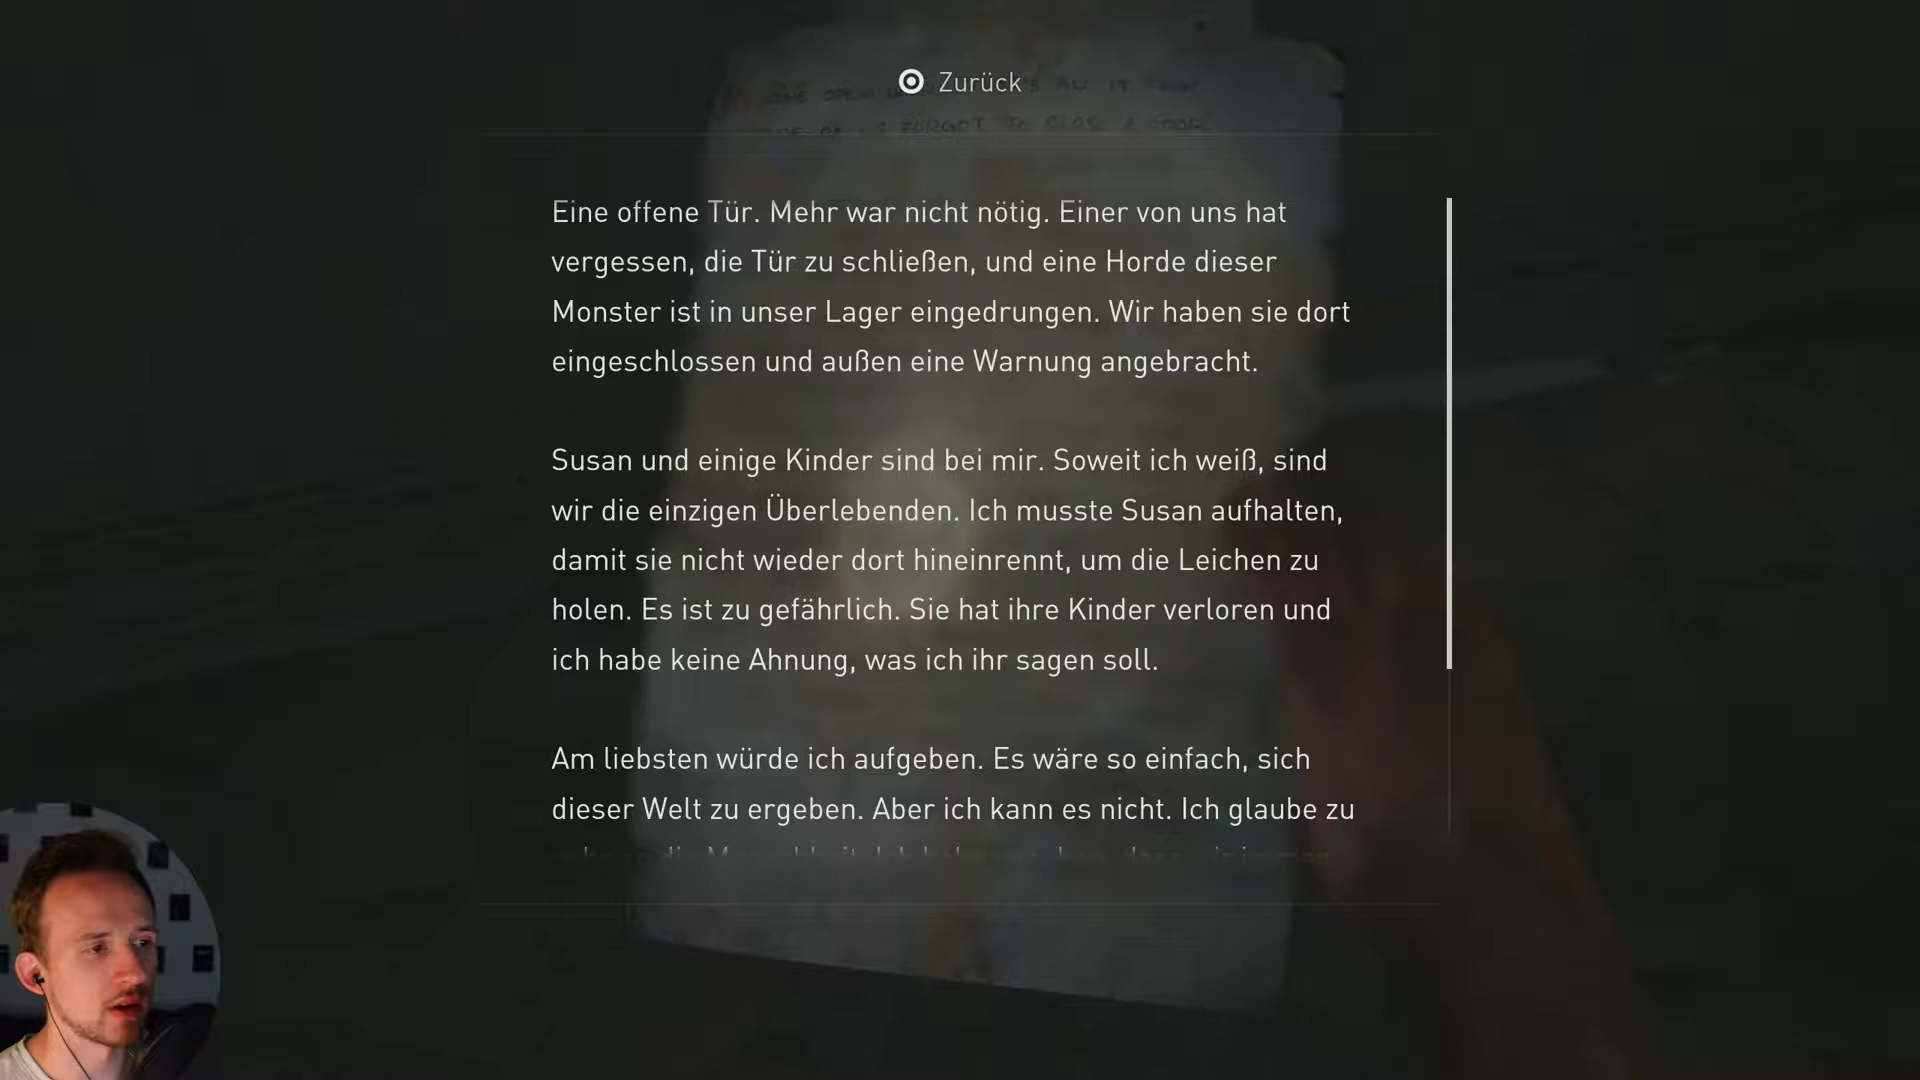 Zurück
Eine offene Tür. Mehr war nicht nötig. Einer von uns hat
vergessen, die Tür zu schließen, und eine Horde dieser
Monster ist in unser Lager eingedrungen. Wir haben sie dort
eingeschlossen und außen eine Warnung angebracht.
Susan und einige Kinder sind bei mir. Soweit ich weiß, sind
wir die einzigen Überlebenden. Ich musste Susan aufhalten,
damit sie nicht wieder dort hineinrennt, um die Leichen zu
holen. Es ist zu gefährlich. Sie hat ihre Kinder verloren und
ich habe keine Ahnung, was ich ihr sagen soll.
Am liebsten würde ich aufgeben. Es wäre so einfach, sich
dieser Welt zu ergeben. Aber ich kann es nicht. Ich glaube zu